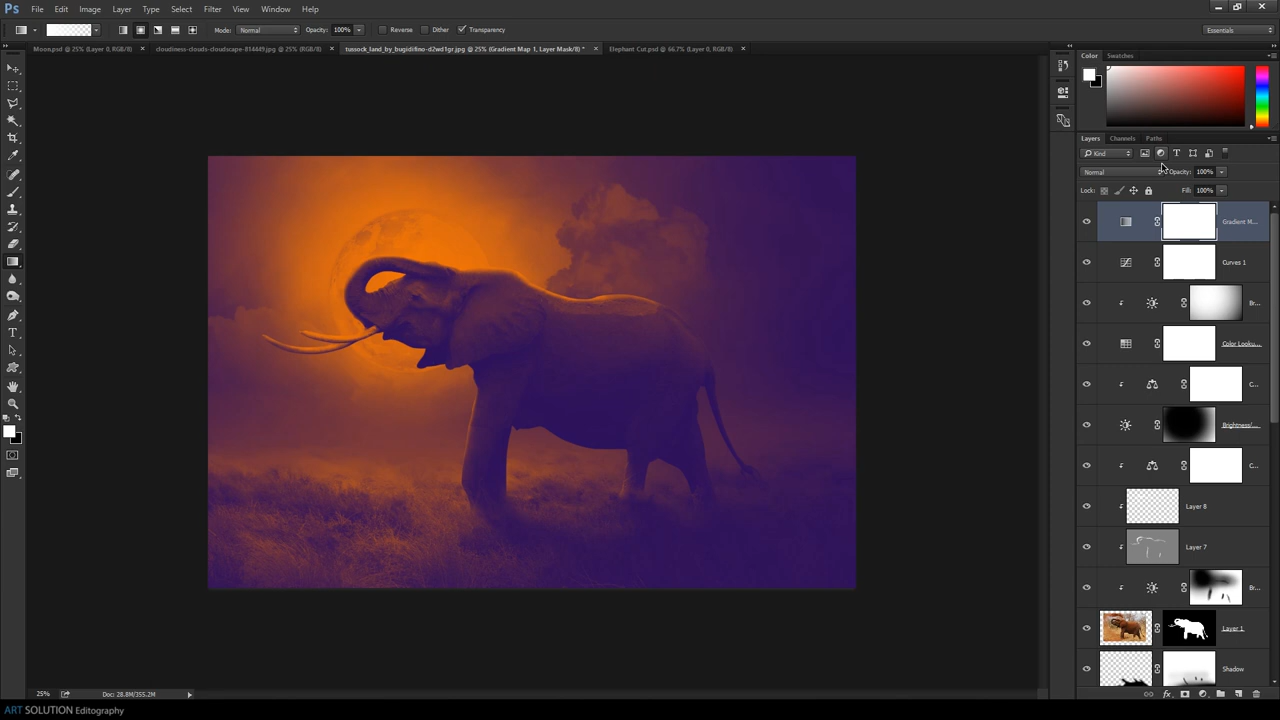 Ps File Edit Image Layer Type Select Filter View Window Help
Mode: Normal Opacity: 100% Reverse Dither Transparency Essentials
Moon.psd @ 25% (Layer 0, RGB/8) cloudiness-clouds-cloudscape-814449.jpg @ 25% (RGB/8) tussock_land_by_bugidifino-d2wd1gr.jpg @ 25% (Gradient Map 1, Layer Mask/8) * Elephant Cut.psd @ 66.7% (Layer 0, RGB/8)
Color Swatches
Layers Channels Paths
Kind
Normal Opacity: 100%
Lock: Fill: 100%
Gradient M...
Curves 1
Br...
Color Looku...
C...
Brightness/...
C...
Layer 8
Layer 7
Br...
Layer 1
Shadow
25% Doc: 28.8M/355.2M
ART SOLUTION Editography